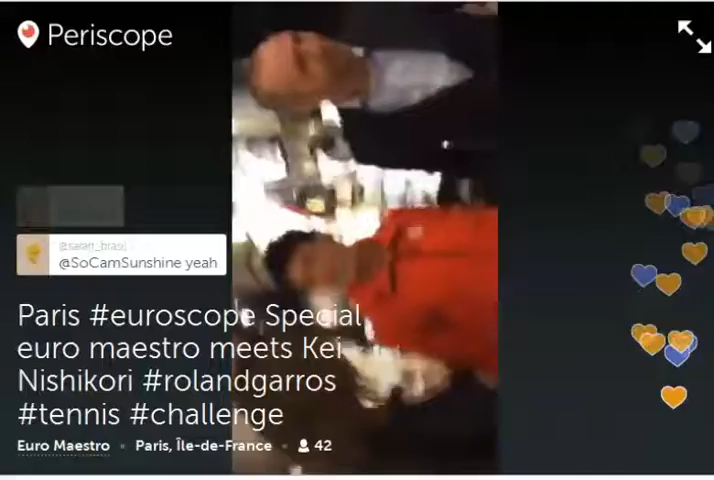 Periscope
@SoCamSunshine yeah
Paris #euroscope Special
euro maestro meets Kei
Nishikori #rolandgarros
#tennis #challenge
Euro Maestro • Paris, Île-de-France • 42